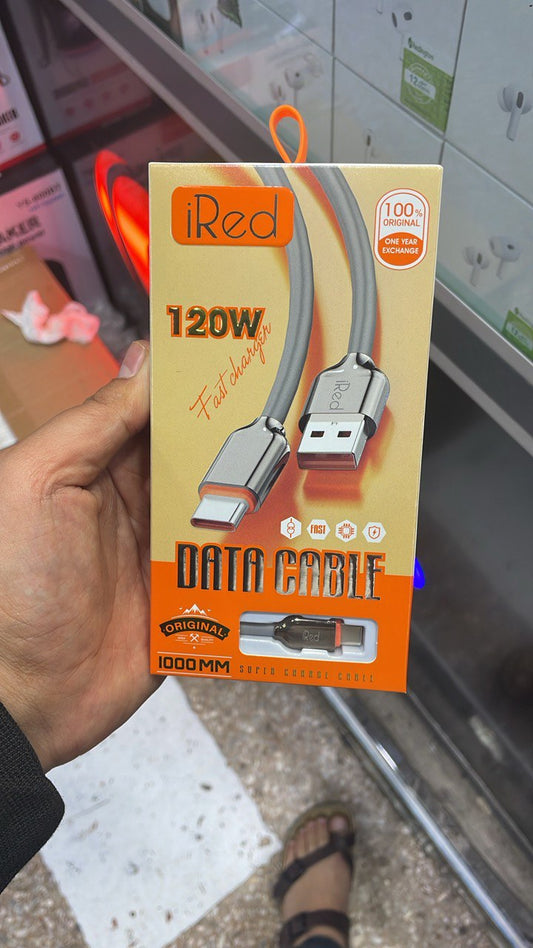 iRed
100%
ORIGINAL
ONE YEAR
EXCHANGE
120W
Fast charger
iRed
FAST
DATA CABLE
ORIGINAL
iRed
1000MM
SUPER CHARGE CABLE